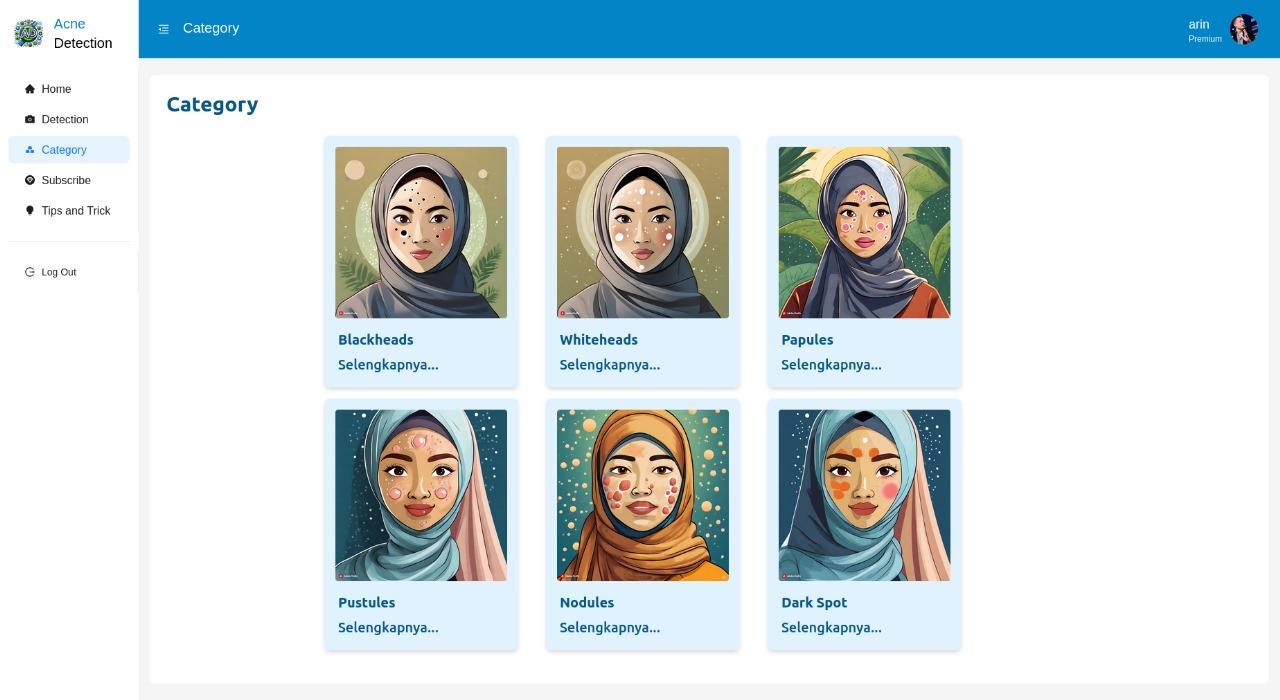 Acne
Detection
Category
arin
Premium
Home
Detection
Category
Subscribe
Tips and Trick
Log Out
Category
Blackheads
Selengkapnya...
Whiteheads
Selengkapnya...
Papules
Selengkapnya...
Pustules
Selengkapnya...
Nodules
Selengkapnya...
Dark Spot
Selengkapnya...